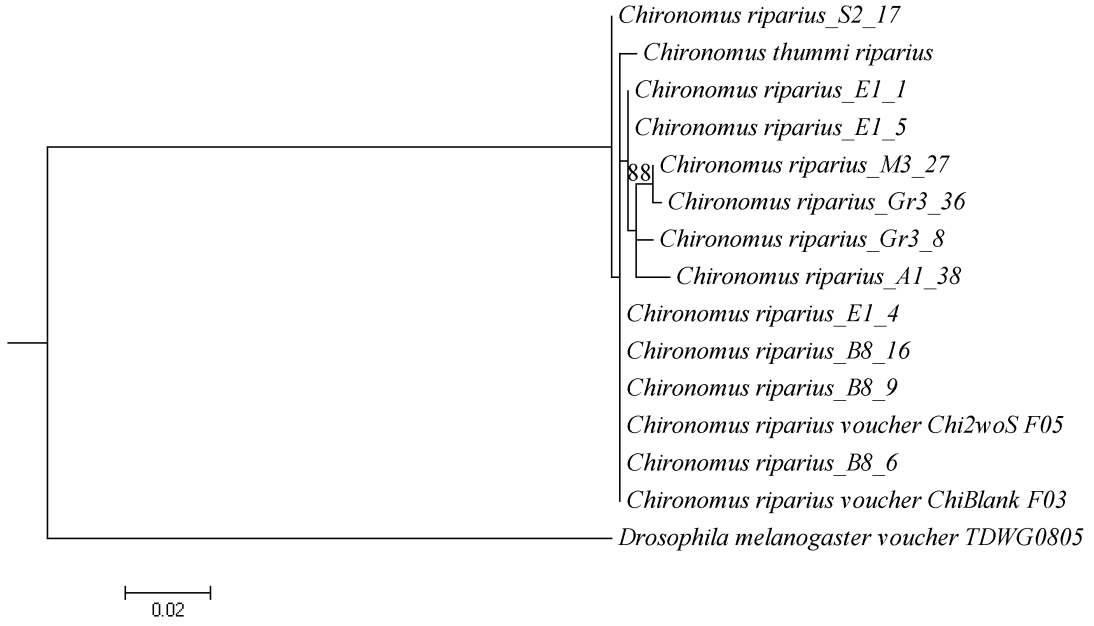 Chironomus riparius_S2_17
Chironomus thummi riparius
Chironomus riparius_E1_1
Chironomus riparius_E1_5
88 Chironomus riparius_M3_27
Chironomus riparius_Gr3_36
Chironomus riparius_Gr3_8
Chironomus riparius_A1_38
Chironomus riparius_E1_4
Chironomus riparius_B8_16
Chironomus riparius_B8_9
Chironomus riparius voucher Chi2woS F05
Chironomus riparius_B8_6
Chironomus riparius voucher ChiBlank F03
Drosophila melanogaster voucher TDWG0805
0.02